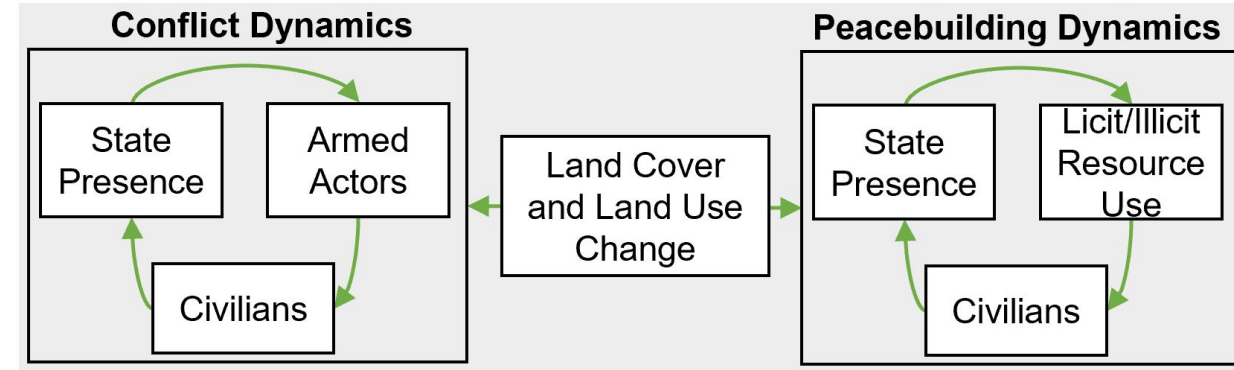 Conflict Dynamics
State
Presence
Armed
Actors
Civilians
Land Cover
and Land Use
Change
Peacebuilding Dynamics
State
Presence
Licit/Illicit
Resource
Use
Civilians